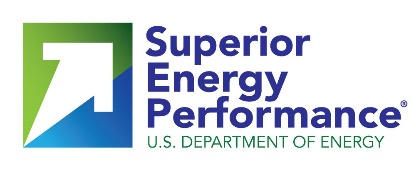 Superior
Energy
Performance®
U.S. DEPARTMENT OF ENERGY